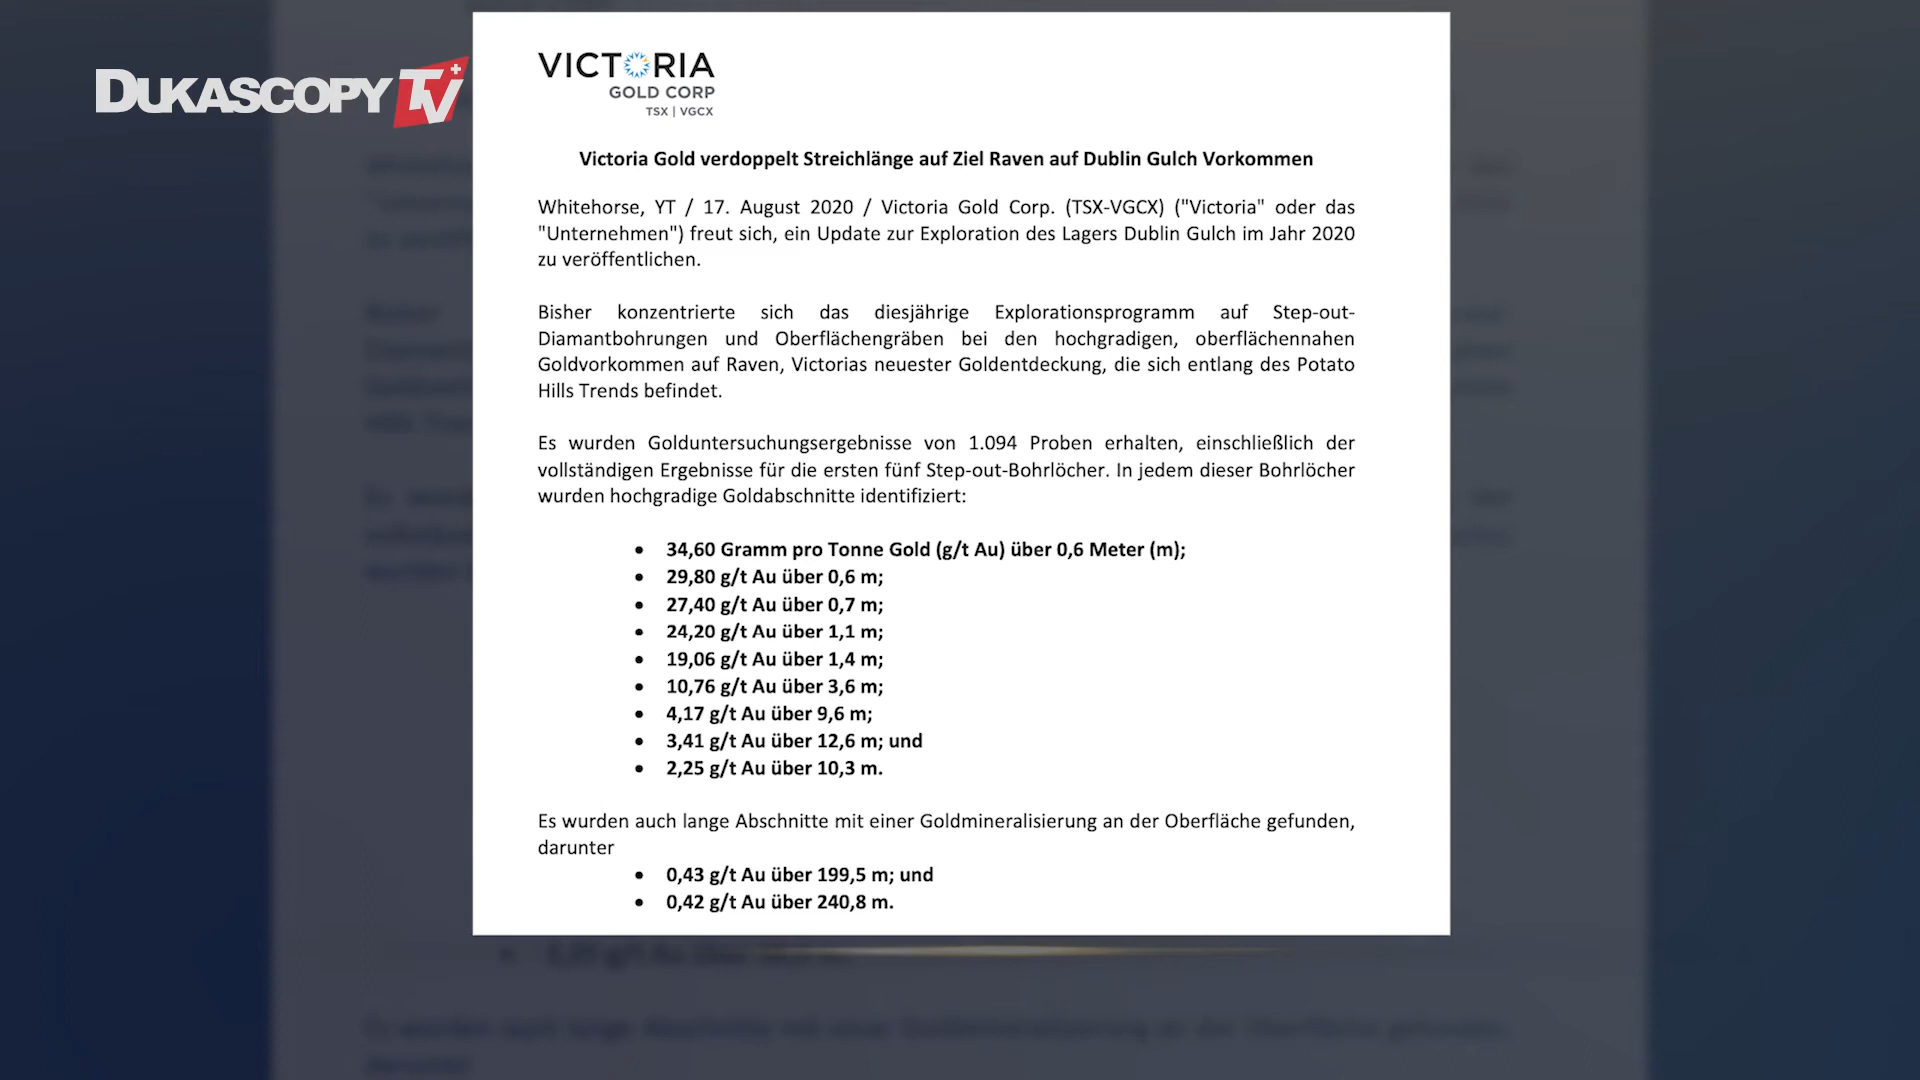 DUKASCOPY TV
VICTORIA
GOLD CORP
TSX | VGCX
Victoria Gold verdoppelt Streichlänge auf Ziel Raven auf Dublin Gulch Vorkommen
Whitehorse, YT / 17. August 2020 / Victoria Gold Corp. (TSX-VGCX) ("Victoria" oder das
"Unternehmen") freut sich, ein Update zur Exploration des Lagers Dublin Gulch im Jahr 2020
zu veröffentlichen.
Bisher konzentrierte sich das diesjährige Explorationsprogramm auf Step-out-
Diamantbohrungen und Oberflächengräben bei den hochgradigen, oberflächennahen
Goldvorkommen auf Raven, Victorias neuester Goldentdeckung, die sich entlang des Potato
Hills Trends befindet.
Es wurden Golduntersuchungsergebnisse von 1.094 Proben erhalten, einschließlich der
vollständigen Ergebnisse für die ersten fünf Step-out-Bohrlöcher. In jedem dieser Bohrlöcher
wurden hochgradige Goldabschnitte identifiziert:
• 34,60 Gramm pro Tonne Gold (g/t Au) über 0,6 Meter (m);
• 29,80 g/t Au über 0,6 m;
• 27,40 g/t Au über 0,7 m;
• 24,20 g/t Au über 1,1 m;
• 19,06 g/t Au über 1,4 m;
• 10,76 g/t Au über 3,6 m;
• 4,17 g/t Au über 9,6 m;
• 3,41 g/t Au über 12,6 m; und
• 2,25 g/t Au über 10,3 m.
Es wurden auch lange Abschnitte mit einer Goldmineralisierung an der Oberfläche gefunden,
darunter
• 0,43 g/t Au über 199,5 m; und
• 0,42 g/t Au über 240,8 m.